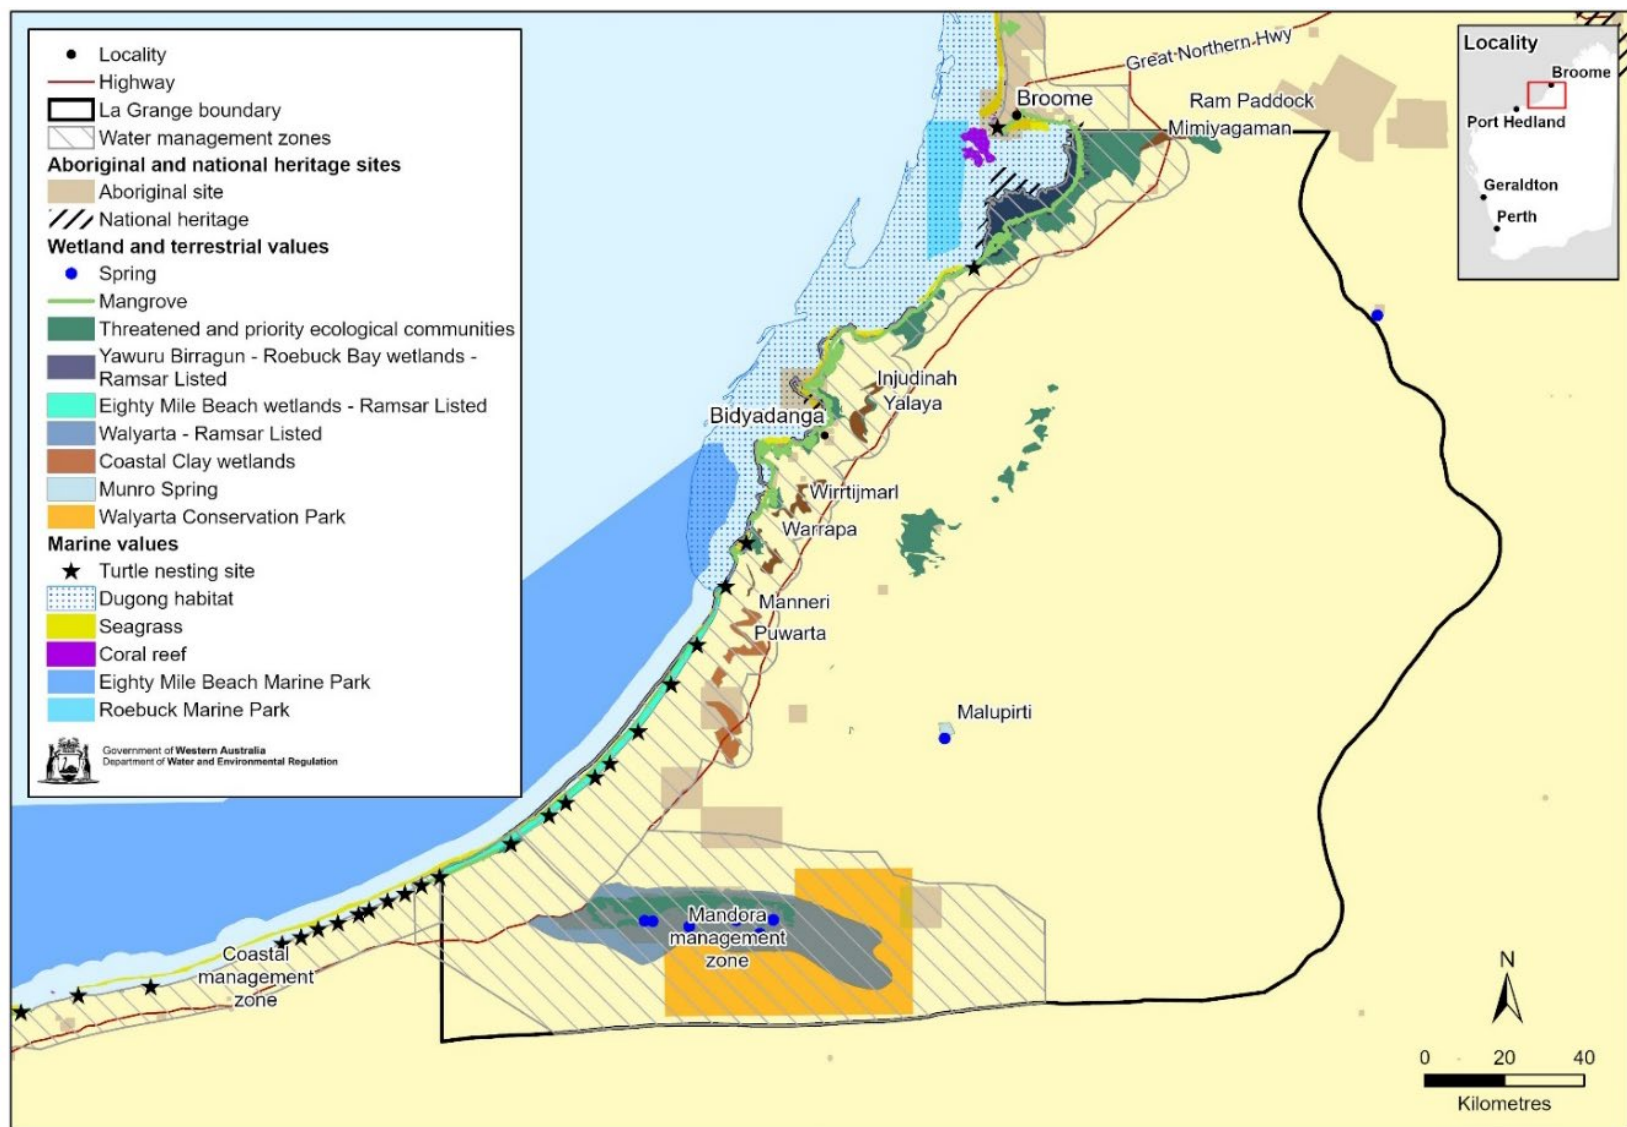 Locality
Highway
La Grange boundary
Water management zones
Aboriginal and national heritage sites
Aboriginal site
National heritage
Wetland and terrestrial values
Spring
Mangrove
Threatened and priority ecological communities
Yawuru Birragun - Roebuck Bay wetlands -
Ramsar Listed
Eighty Mile Beach wetlands - Ramsar Listed
Walyarta - Ramsar Listed
Coastal Clay wetlands
Munro Spring
Walyarta Conservation Park
Marine values
Turtle nesting site
Dugong habitat
Seagrass
Coral reef
Eighty Mile Beach Marine Park
Roebuck Marine Park
Government of Western Australia
Department of Water and Environmental Regulation
Great Northern Hwy
Broome
Ram Paddock
Mimiyagaman
Injudinah
Yalaya
Bidyadanga
Wirrtijmarl
Warrapa
Manneri
Puwarta
Malupirti
Mandora
management
zone
Coastal
management
zone
Locality
Broome
Port Hedland
Geraldton
Perth
N
0 20 40
Kilometres